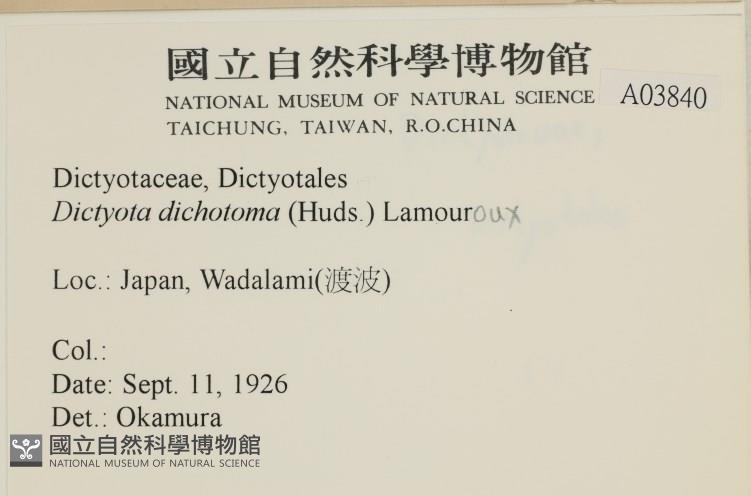 國立自然科學博物館
NATIONAL MUSEUM OF NATURAL SCIENCE
A03840
TAICHUNG, TAIWAN, R.O.CHINA
Dictyotaceae, Dictyotales
Dictyota dichotoma (Huds.) Lamouroux
Loc.: Japan, Wadalami(渡波)
Col.:
Date: Sept. 11, 1926
Det.: Okamura
國立自然科學博物館
NATIONAL MUSEUM OF NATURAL SCIENCE